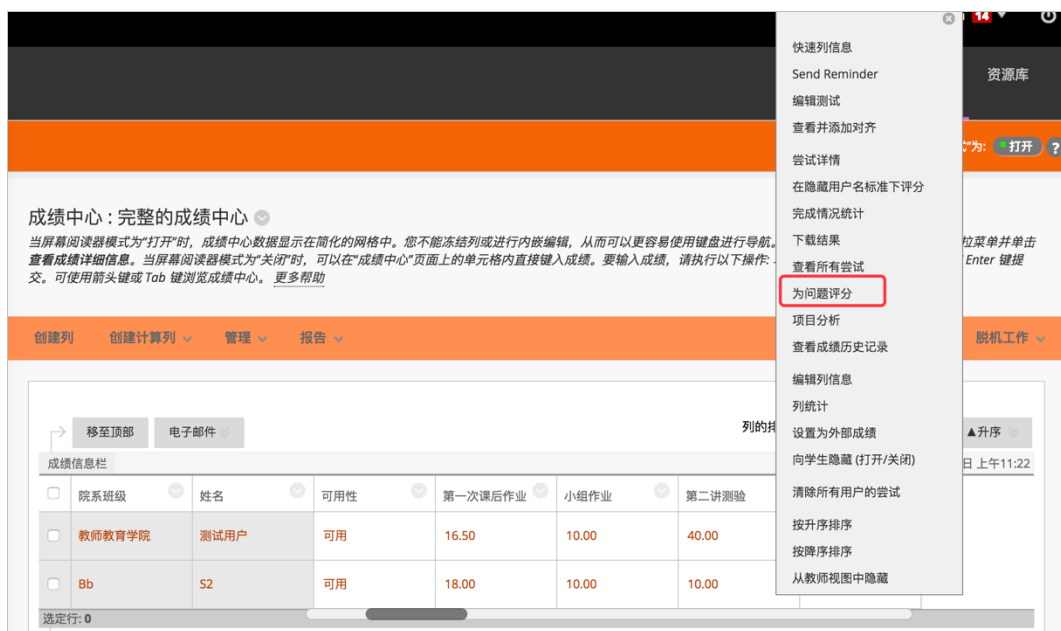 14
快速列信息
Send Reminder
资源库
编辑测试
查看并添加对齐
式"为: 打开 ?
尝试详情
在隐藏用户名标准下评分
完成情况统计
下载结果
查看所有尝试
为问题评分
项目分析
查看成绩历史记录
编辑列信息
列统计
设置为外部成绩
向学生隐藏 (打开/关闭)
清除所有用户的尝试
按升序排序
按降序排序
从教师视图中隐藏
成绩中心 : 完整的成绩中心
当屏幕阅读器模式为“打开”时，成绩中心数据显示在简化的网格中。您不能冻结列或进行内嵌编辑，从而可以更容易使用键盘进行导航。 拉菜单并单击
查看成绩详细信息。当屏幕阅读器模式为“关闭”时，可以在“成绩中心”页面上的单元格内直接键入成绩。要输入成绩，请执行以下操作: Enter 键提
交。可使用箭头键或 Tab 键浏览成绩中心。 更多帮助
创建列 创建计算列 管理 报告 脱机工作
移至顶部 电子邮件 列的排 ▲升序
成绩信息栏 日 上午11:22
院系班级 姓名 可用性 第一次课后作业 小组作业 第二讲测验
教师教育学院 测试用户 可用 16.50 10.00 40.00
Bb S2 可用 18.00 10.00 10.00
选定行: 0